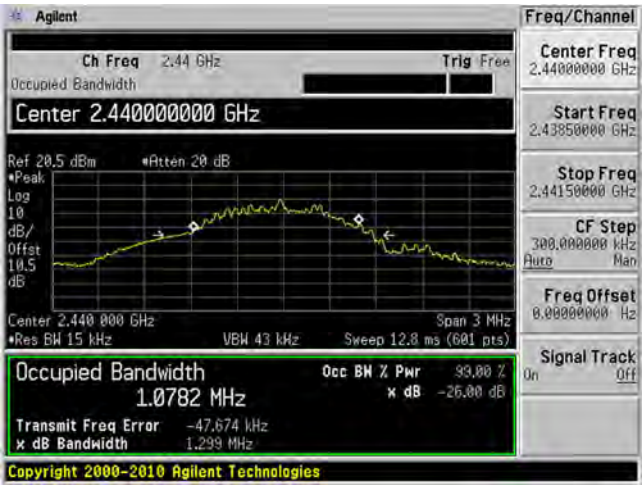 Agilent
Freq/Channel
Ch Freq 2.44 GHz Trig Free
Occupied Bandwidth
Center 2.440000000 GHz
Center Freq
2.44000000 GHz
Start Freq
2.43850000 GHz
Stop Freq
2.44150000 GHz
CF Step
300.000000 kHz
Auto Man
Freq Offset
0.00000000 Hz
Signal Track
On Off
Ref 20.5 dBm #Atten 20 dB
#Peak
Log
10
dB/
Offst
10.5
dB
Center 2.440 000 GHz Span 3 MHz
#Res BW 15 kHz VBW 43 kHz Sweep 12.8 ms (601 pts)
Occupied Bandwidth Occ BW % Pwr 99.00 %
1.0782 MHz x dB -26.00 dB
Transmit Freq Error -47.674 kHz
x dB Bandwidth 1.299 MHz
Copyright 2000-2010 Agilent Technologies